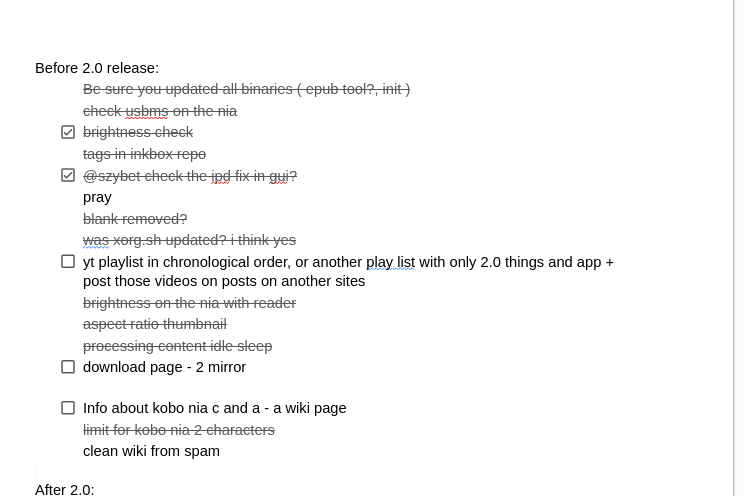 Before 2.0 release:
Be sure you updated all binaries ( epub tool?, init )
check usbms on the nia
brightness check
tags in inkbox repo
@szybet check the ipd fix in gui?
pray
blank removed?
was xorg.sh updated? i think yes
yt playlist in chronological order, or another play list with only 2.0 things and app +
post those videos on posts on another sites
brightness on the nia with reader
aspect ratio thumbnail
processing content idle sleep
download page - 2 mirror
Info about kobo nia c and a - a wiki page
limit for kobo nia 2 characters
clean wiki from spam
After 2.0: